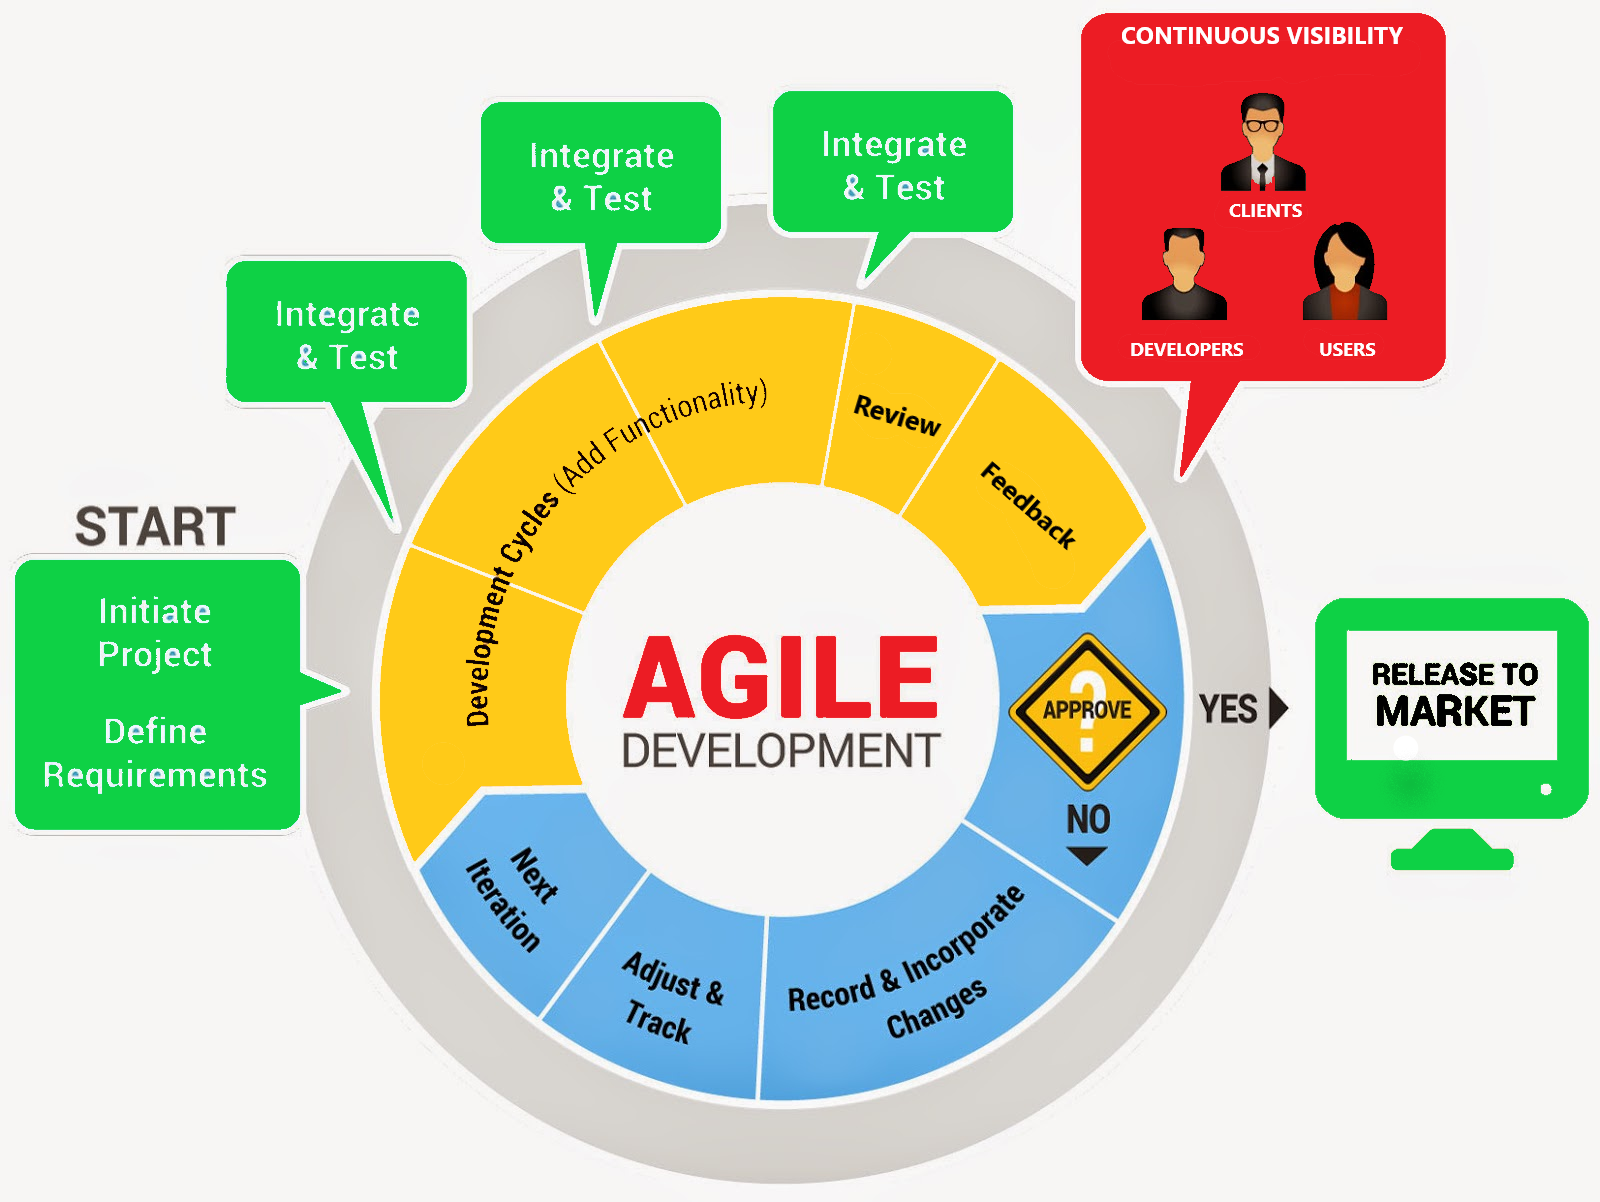 CONTINUOUS VISIBILITY
CLIENTS
DEVELOPERS
USERS
Integrate
& Test
Integrate
& Test
Integrate
& Test
START
Initiate
Project
Define
Requirements
Development Cycles (Add Functionality)
Review
Feedback
AGILE
DEVELOPMENT
?
APPROVE
YES
NO
RELEASE TO
MARKET
Record & Incorporate
Changes
Adjust &
Track
Next
Iteration